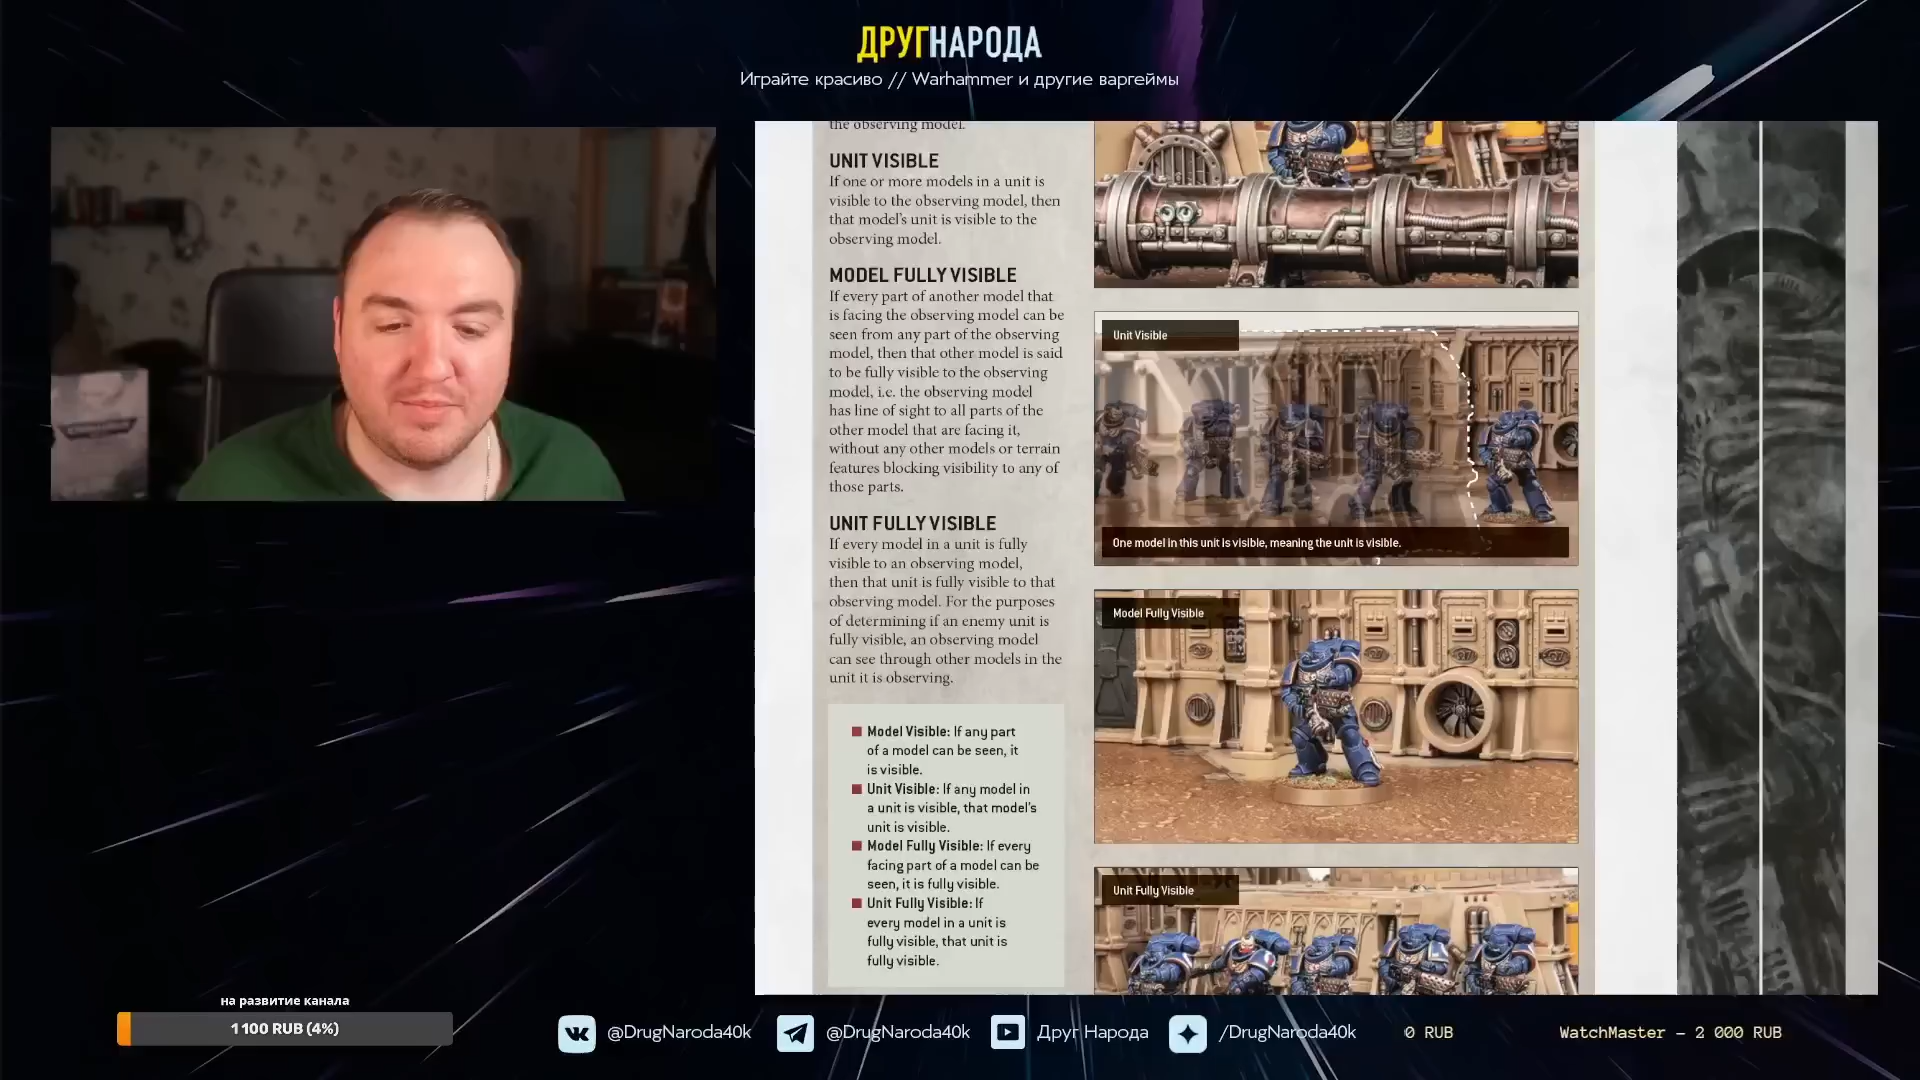 ДРУГНАРОДА
Играйте красиво // Warhammer и другие варгеймы
the observing model.
UNIT VISIBLE
If one or more models in a unit is
visible to the observing model, then
that model's unit is visible to the
observing model.
MODEL FULLY VISIBLE
If every part of another model that
is facing the observing model can be
seen from any part of the observing
model, then that other model is said
to be fully visible to the observing
model, i.e. the observing model
has line of sight to all parts of the
other model that are facing it,
without any other models or terrain
features blocking visibility to any of
those parts.
UNIT FULLY VISIBLE
If every model in a unit is fully
visible to an observing model,
then that unit is fully visible to that
observing model. For the purposes
of determining if an enemy unit is
fully visible, an observing model
can see through other models in the
unit it is observing.
Model Visible: If any part
of a model can be seen, it
is visible.
Unit Visible: If any model in
a unit is visible, that model's
unit is visible.
Model Fully Visible: If every
facing part of a model can be
seen, it is fully visible.
Unit Fully Visible: If
every model in a unit is
fully visible, that unit is
fully visible.
Unit Visible
One model in this unit is visible, meaning the unit is visible.
Model Fully Visible
Unit Fully Visible
на развитие канала
1 100 RUB (4%)
@DrugNaroda40k
@DrugNaroda40k
Друг Народа
/DrugNaroda40k
0 RUB
WatchMaster – 2 000 RUB